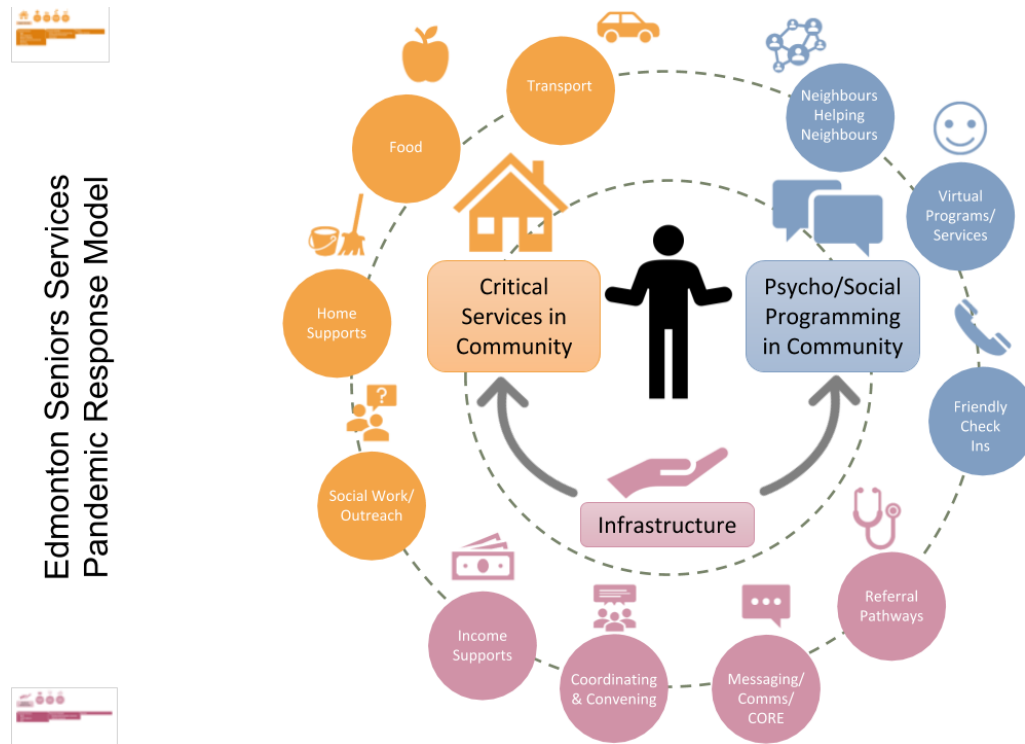 Edmonton Seniors Services
Pandemic Response Model
Transport
Food
Home
Supports
Social Work/
Outreach
Critical
Services in
Community
Psycho/Social
Programming
in Community
Infrastructure
Neighbours
Helping
Neighbours
Virtual
Programs/
Services
Friendly
Check
Ins
Referral
Pathways
Messaging/
Comms/
CORE
Coordinating
& Convening
Income
Supports
?